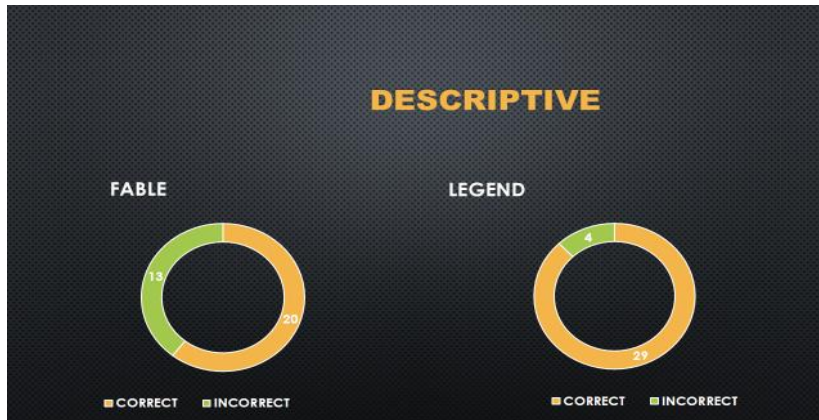 DESCRIPTIVE
FABLE
13
20
CORRECT INCORRECT
LEGEND
4
29
CORRECT INCORRECT